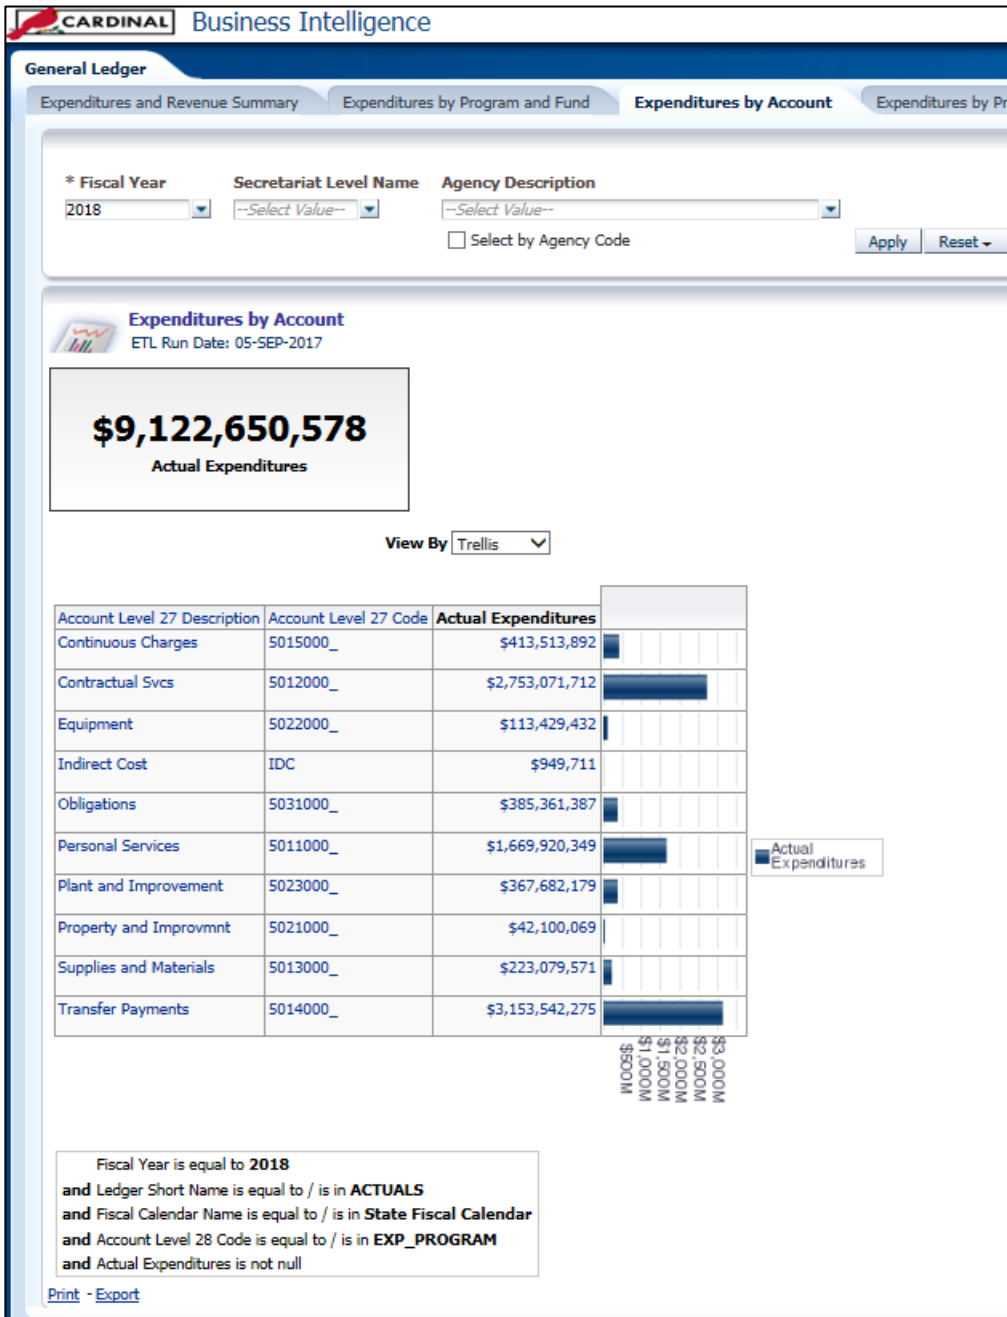 CARDINAL Business Intelligence
General Ledger
Expenditures and Revenue Summary Expenditures by Program and Fund Expenditures by Account Expenditures by Pr
* Fiscal Year Secretariat Level Name Agency Description
2018 --Select Value-- --Select Value--
Select by Agency Code
Apply Reset
Expenditures by Account
ETL Run Date: 05-SEP-2017
$9,122,650,578
Actual Expenditures
View By Trellis
Account Level 27 Description Account Level 27 Code Actual Expenditures
Continuous Charges 5015000_ $413,513,892
Contractual Svcs 5012000_ $2,753,071,712
Equipment 5022000_ $113,429,432
Indirect Cost IDC $949,711
Obligations 5031000_ $385,361,387
Personal Services 5011000_ $1,669,920,349
Actual
Expenditures
Plant and Improvement 5023000_ $367,682,179
Property and Improvmnt 5021000_ $42,100,069
Supplies and Materials 5013000_ $223,079,571
Transfer Payments 5014000_ $3,153,542,275
$500M
$1,000M
$1,500M
$2,000M
$2,500M
$3,000M
Fiscal Year is equal to 2018
and Ledger Short Name is equal to / is in ACTUALS
and Fiscal Calendar Name is equal to / is in State Fiscal Calendar
and Account Level 28 Code is equal to / is in EXP_PROGRAM
and Actual Expenditures is not null
Print - Export